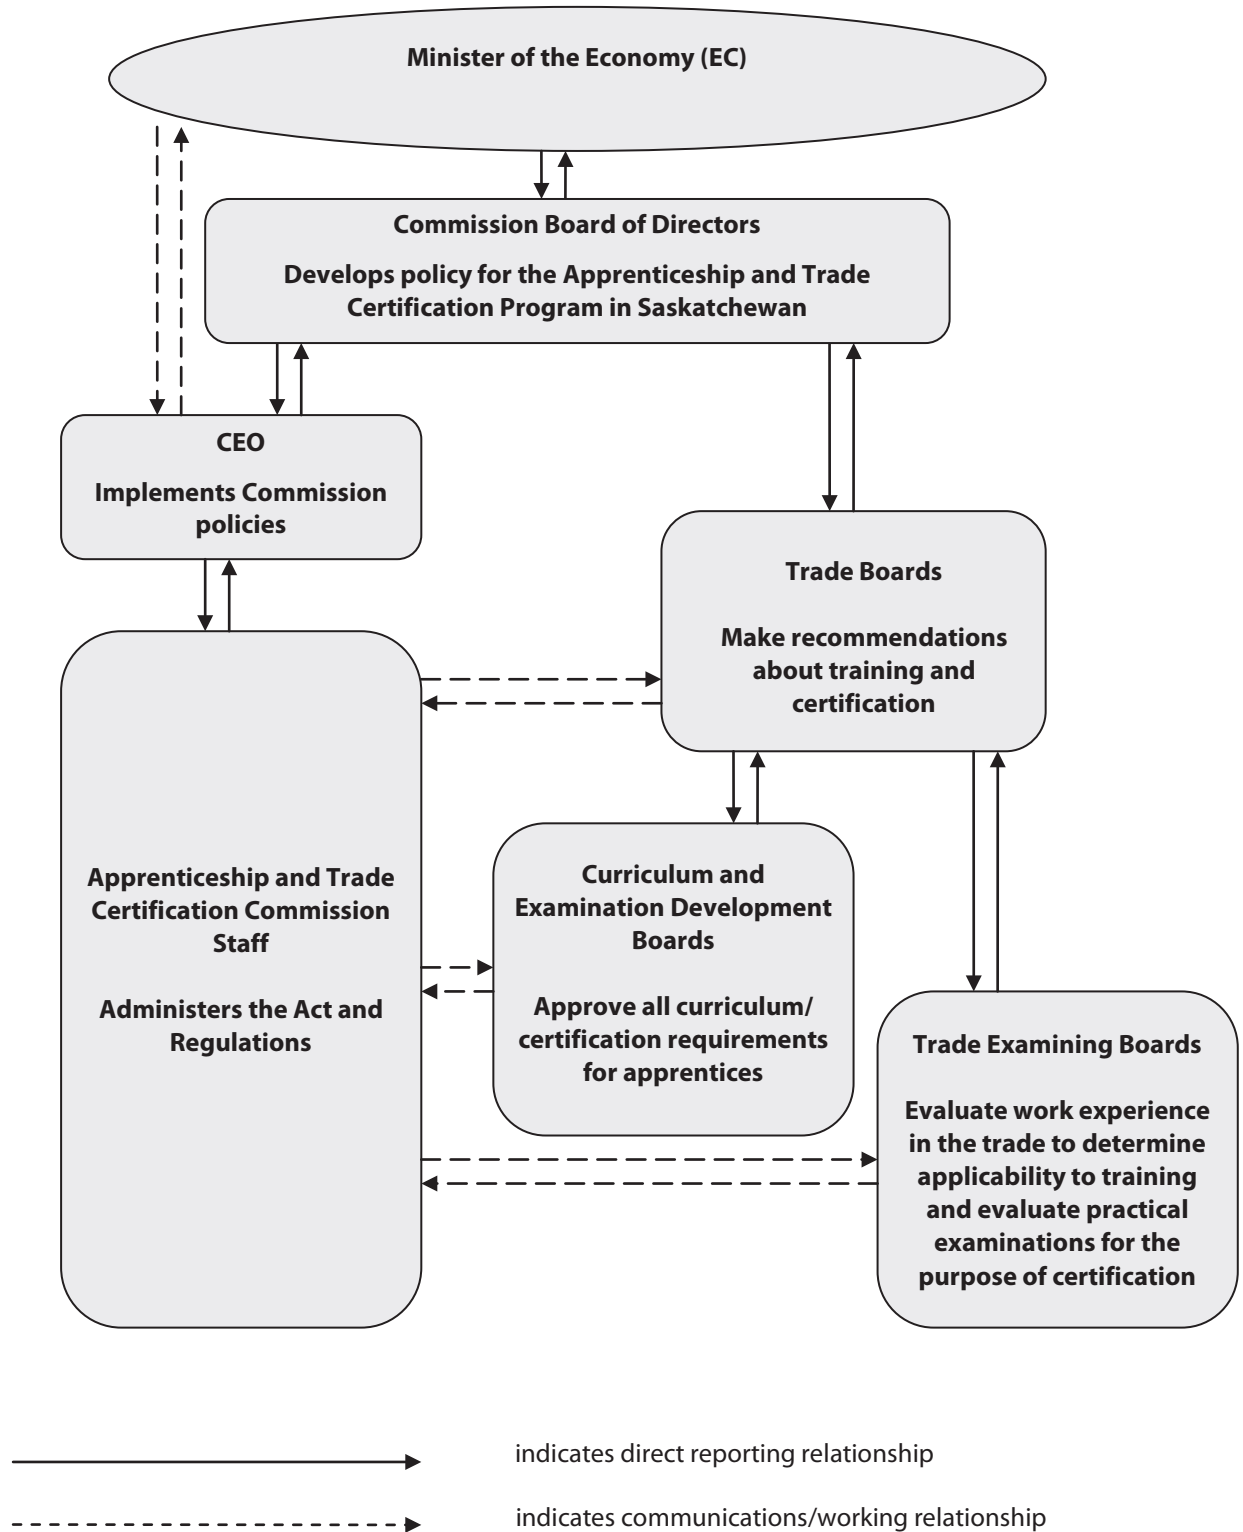 Minister of the Economy (EC)
Commission Board of Directors
Develops policy for the Apprenticeship and Trade
Certification Program in Saskatchewan
CEO
Implements Commission
policies
Trade Boards
Make recommendations
about training and
certification
Apprenticeship and Trade
Certification Commission
Staff
Administers the Act and
Regulations
Curriculum and
Examination Development
Boards
Approve all curriculum/
certification requirements
for apprentices
Trade Examining Boards
Evaluate work experience
in the trade to determine
applicability to training
and evaluate practical
examinations for the
purpose of certification
indicates direct reporting relationship
indicates communications/working relationship